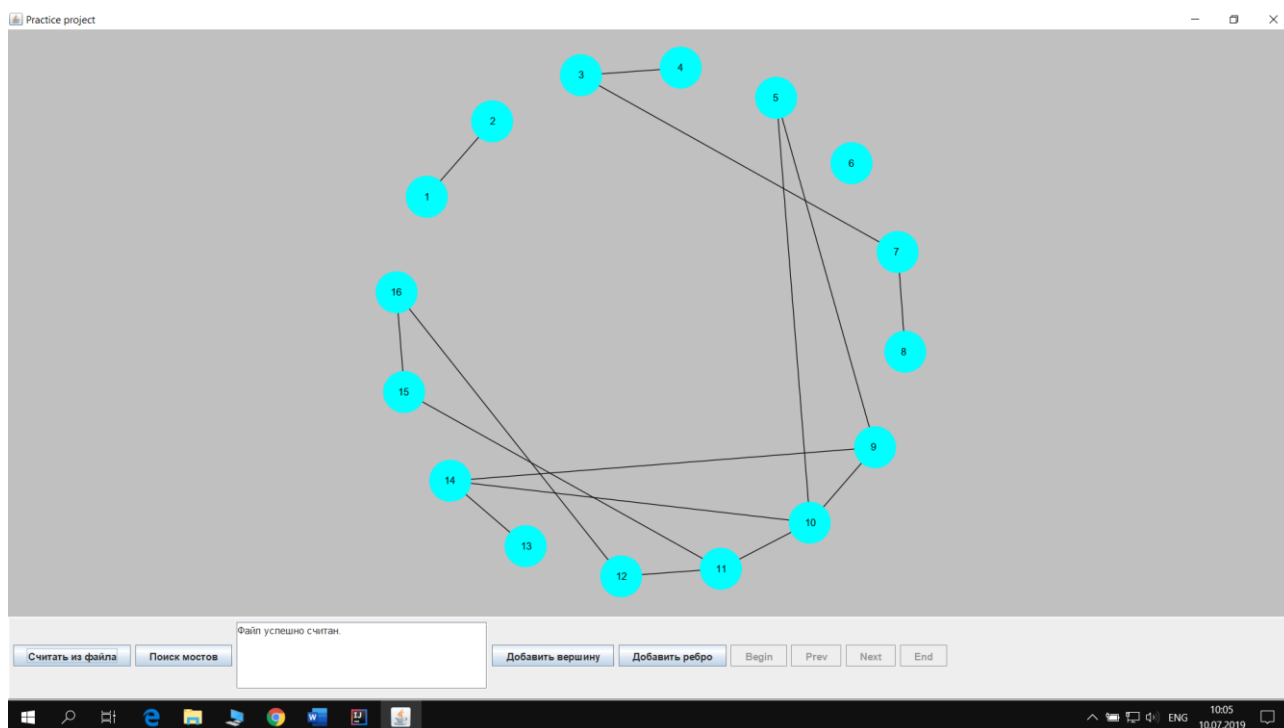 Practice project
3
4
5
2
6
1
7
16
8
15
9
14
10
13
11
12
Файл успешно считан.
Считать из файла
Поиск мостов
Добавить вершину
Добавить ребро
Begin
Prev
Next
End
ENG
10:05
10.07.2019